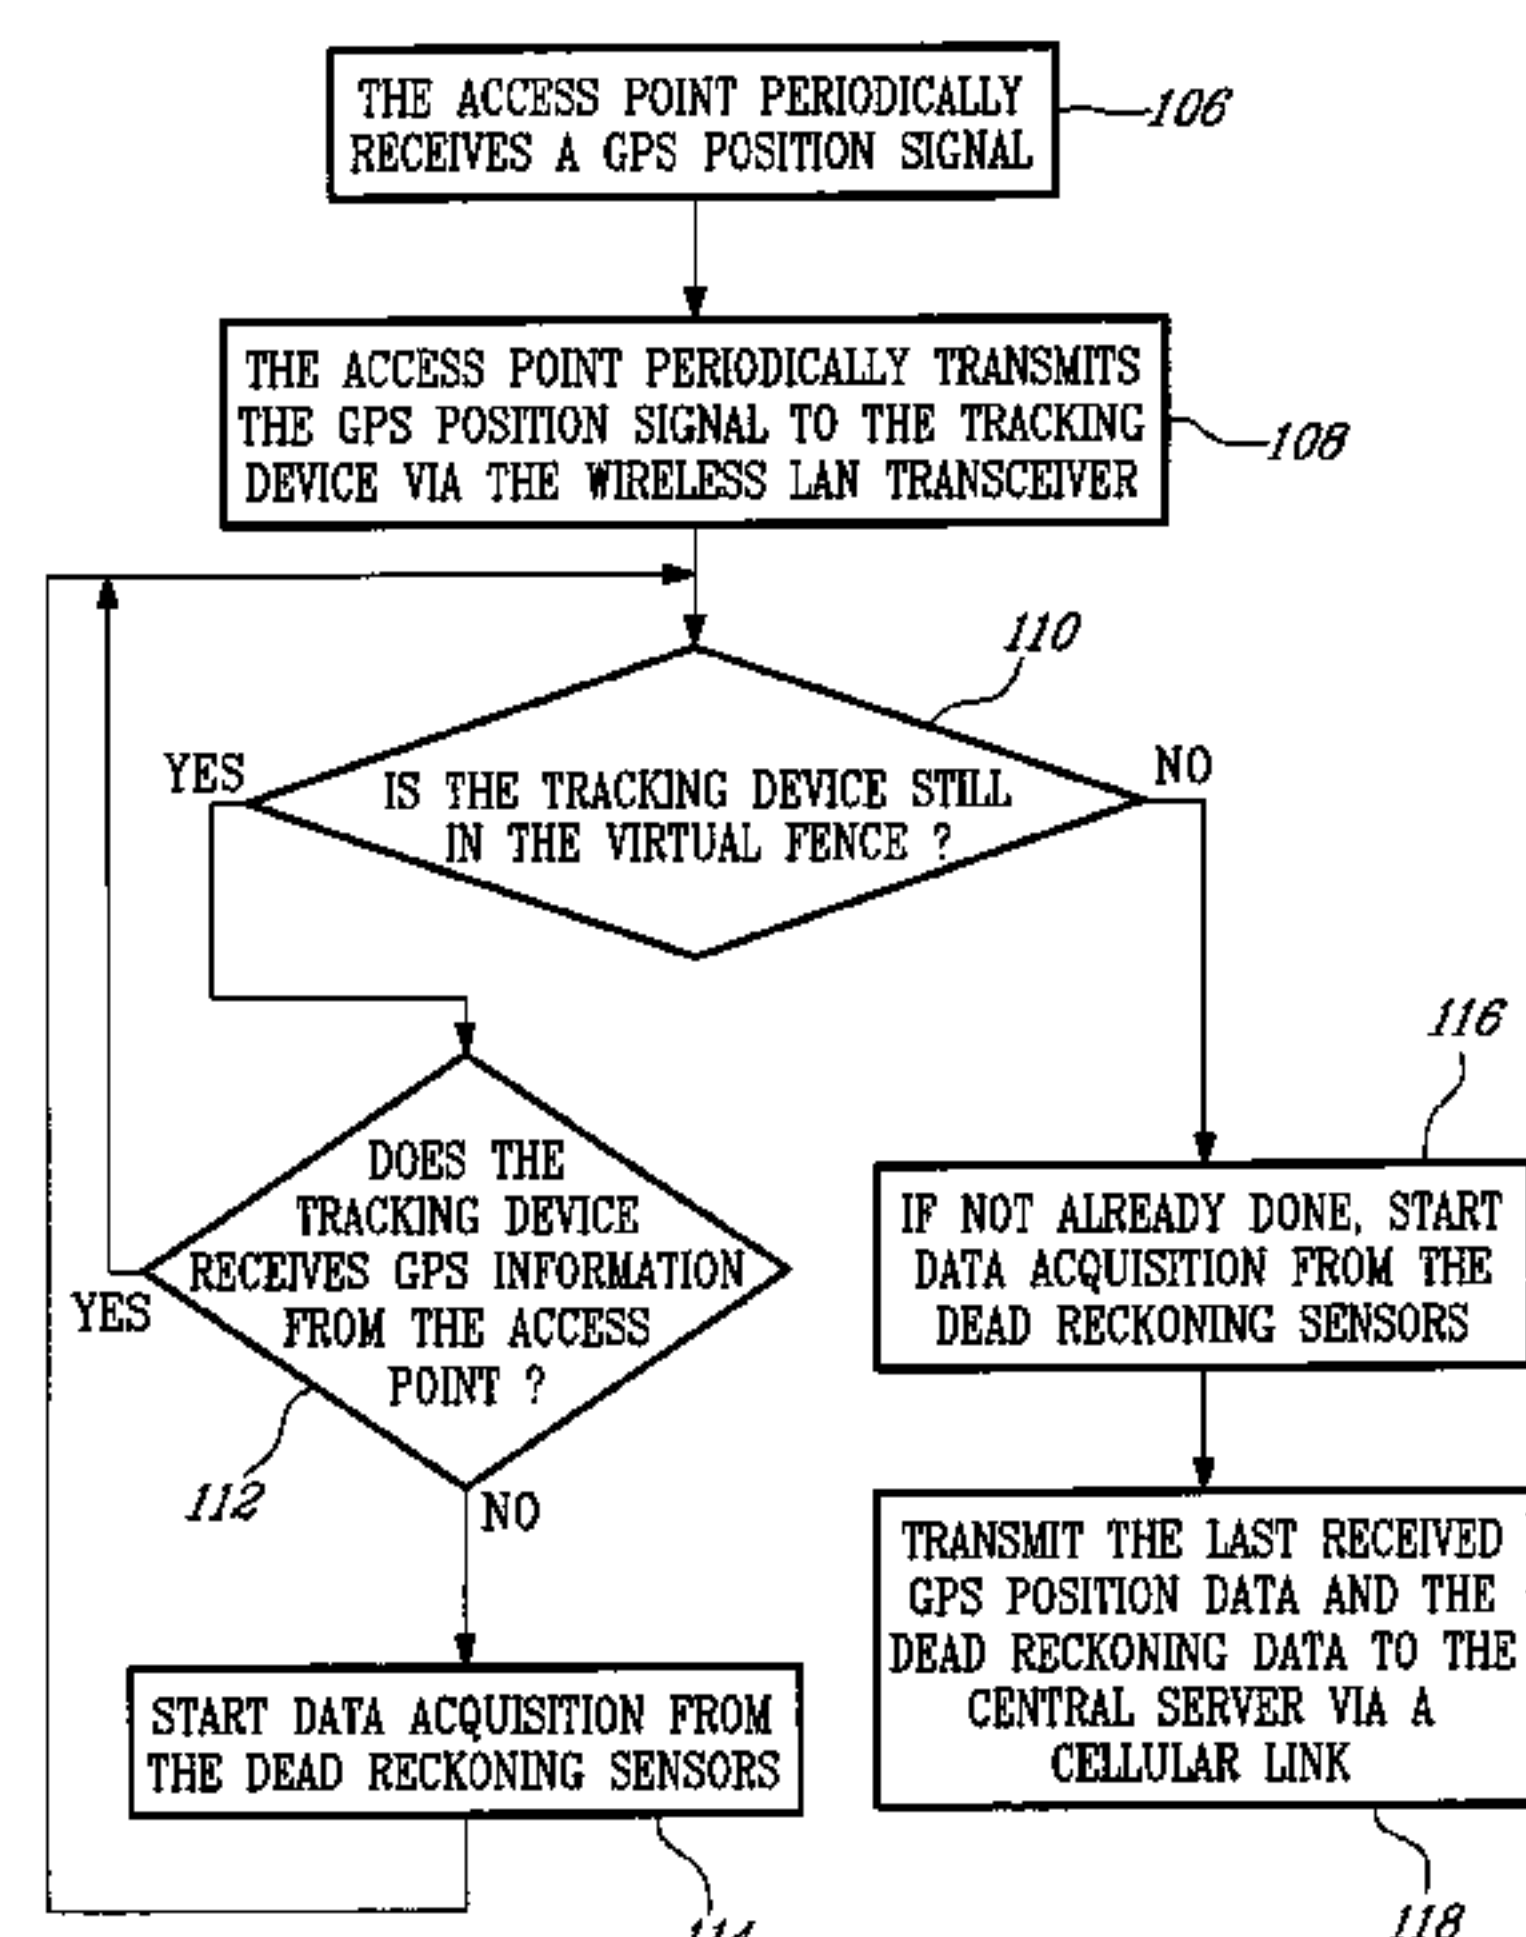 THE ACCESS POINT PERIODICALLY
RECEIVES A GPS POSITION SIGNAL
106
THE ACCESS POINT PERIODICALLY TRANSMITS
THE GPS POSITION SIGNAL TO THE TRACKING
DEVICE VIA THE WIRELESS LAN TRANSCEIVER
108
110
YES
NO
IS THE TRACKING DEVICE STILL
IN THE VIRTUAL FENCE ?
DOES THE
TRACKING DEVICE
RECEIVES GPS INFORMATION
FROM THE ACCESS
POINT ?
YES
112
NO
116
IF NOT ALREADY DONE, START
DATA ACQUISITION FROM THE
DEAD RECKONING SENSORS
START DATA ACQUISITION FROM
THE DEAD RECKONING SENSORS
114
TRANSMIT THE LAST RECEIVED
GPS POSITION DATA AND THE
DEAD RECKONING DATA TO THE
CENTRAL SERVER VIA A
CELLULAR LINK
118